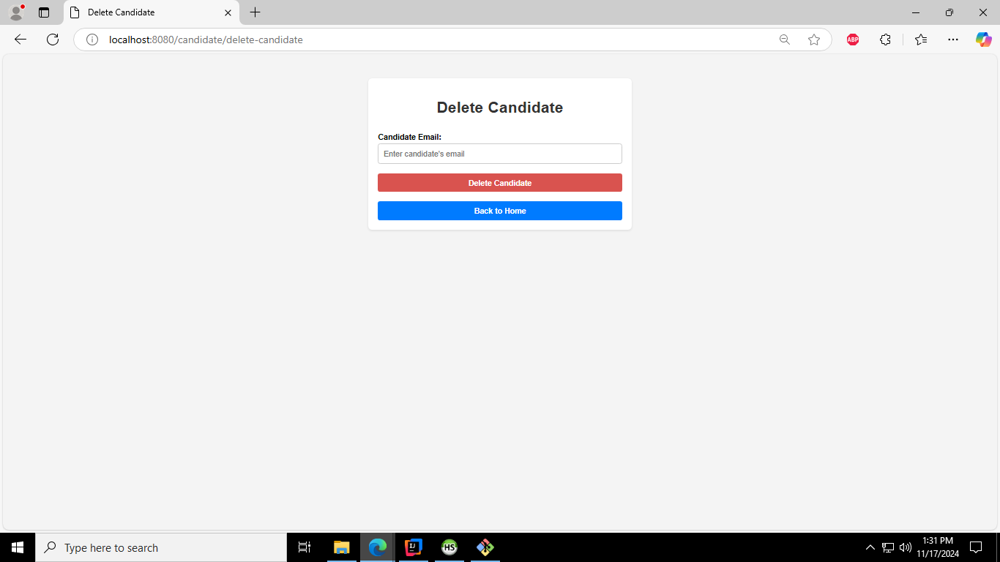 Delete Candidate
localhost:8080/candidate/delete-candidate
ABP
Delete Candidate
Candidate Email:
Enter candidate's email
Delete Candidate
Back to Home
Type here to search
IJ
HS
1:31 PM
11/17/2024